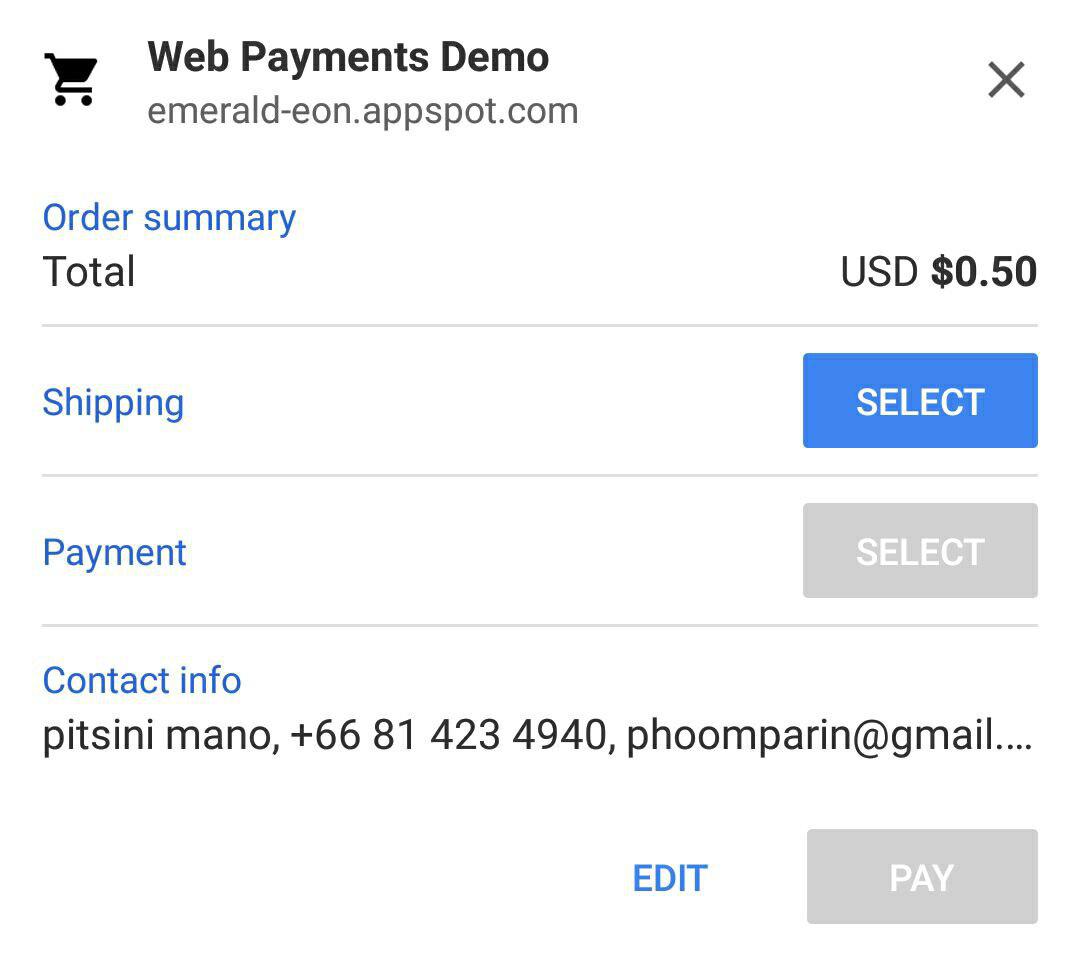 Web Payments Demo
emerald-eon.appspot.com
Order summary
Total USD $0.50
Shipping SELECT
Payment SELECT
Contact info
pitsini mano, +66 81 423 4940, phoomparin@gmail....
EDIT PAY